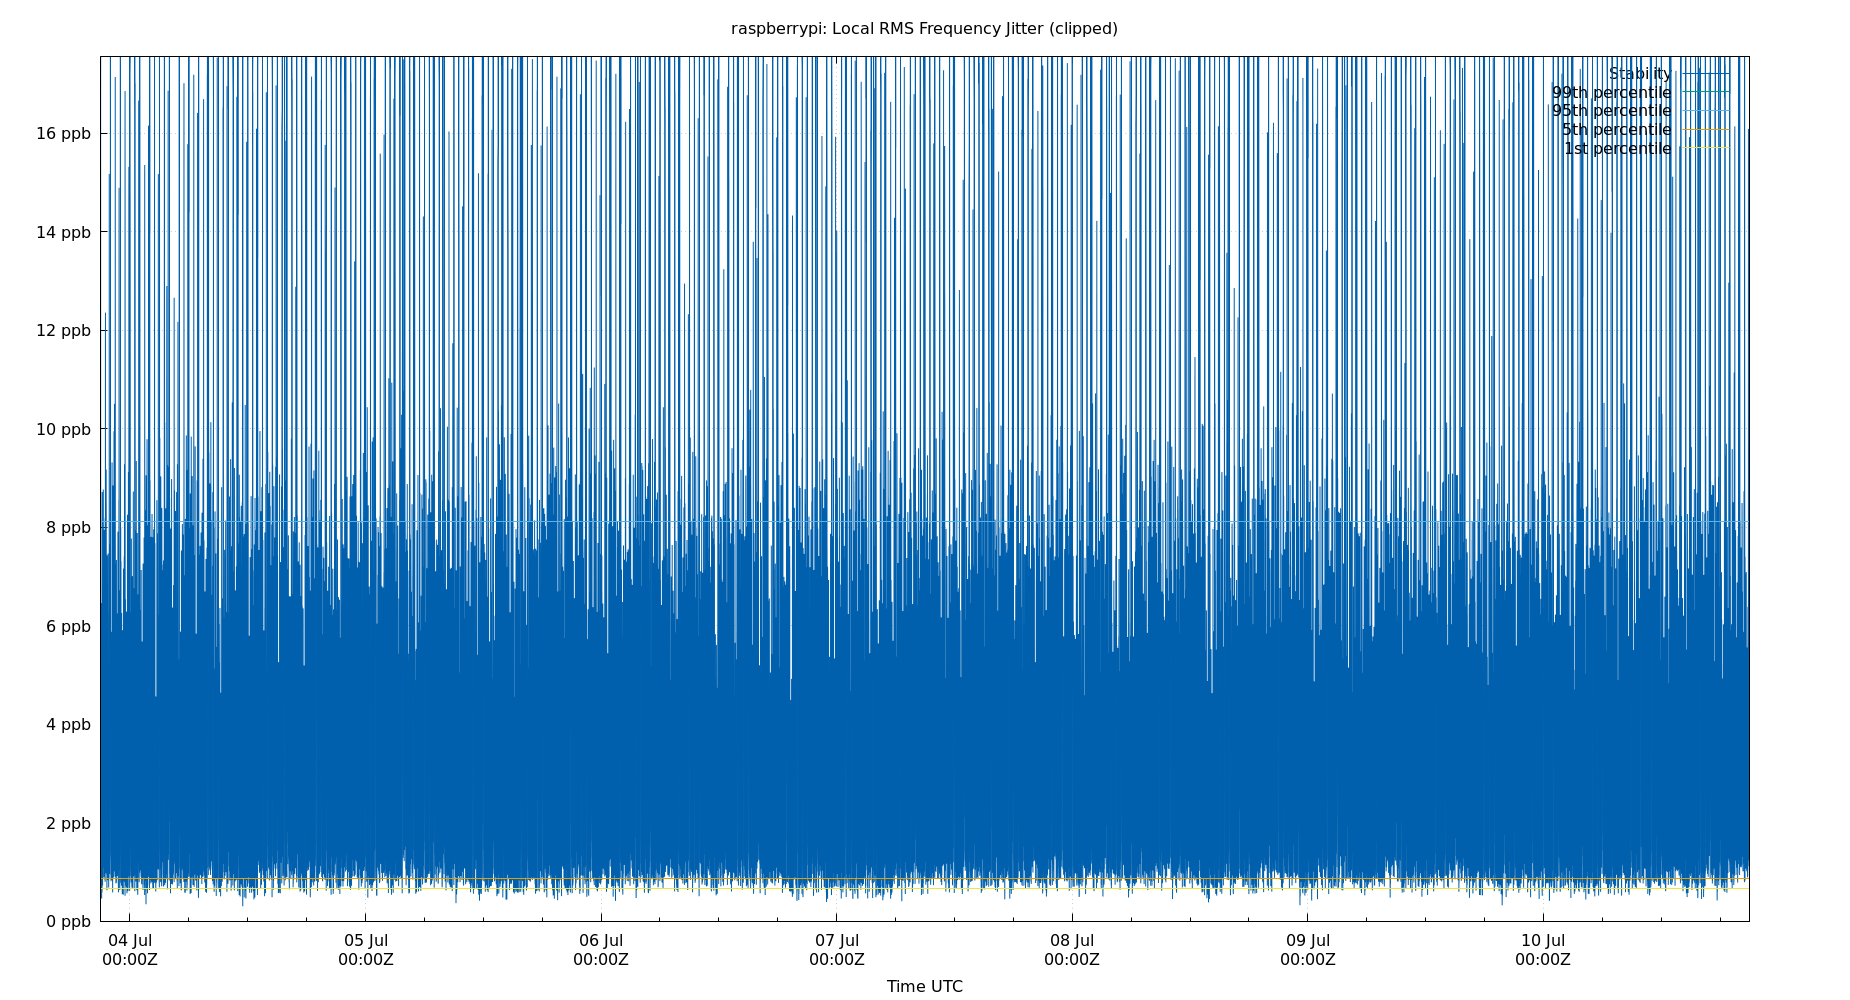 raspberrypi: Local RMS Frequency Jitter (clipped)
Stability
99th percentile
95th percentile
5th percentile
1st percentile
16 ppb
14 ppb
12 ppb
10 ppb
8 ppb
6 ppb
4 ppb
2 ppb
0 ppb
04 Jul 05 Jul 06 Jul 07 Jul 08 Jul 09 Jul 10 Jul
00:00Z 00:00Z 00:00Z 00:00Z 00:00Z 00:00Z 00:00Z
Time UTC